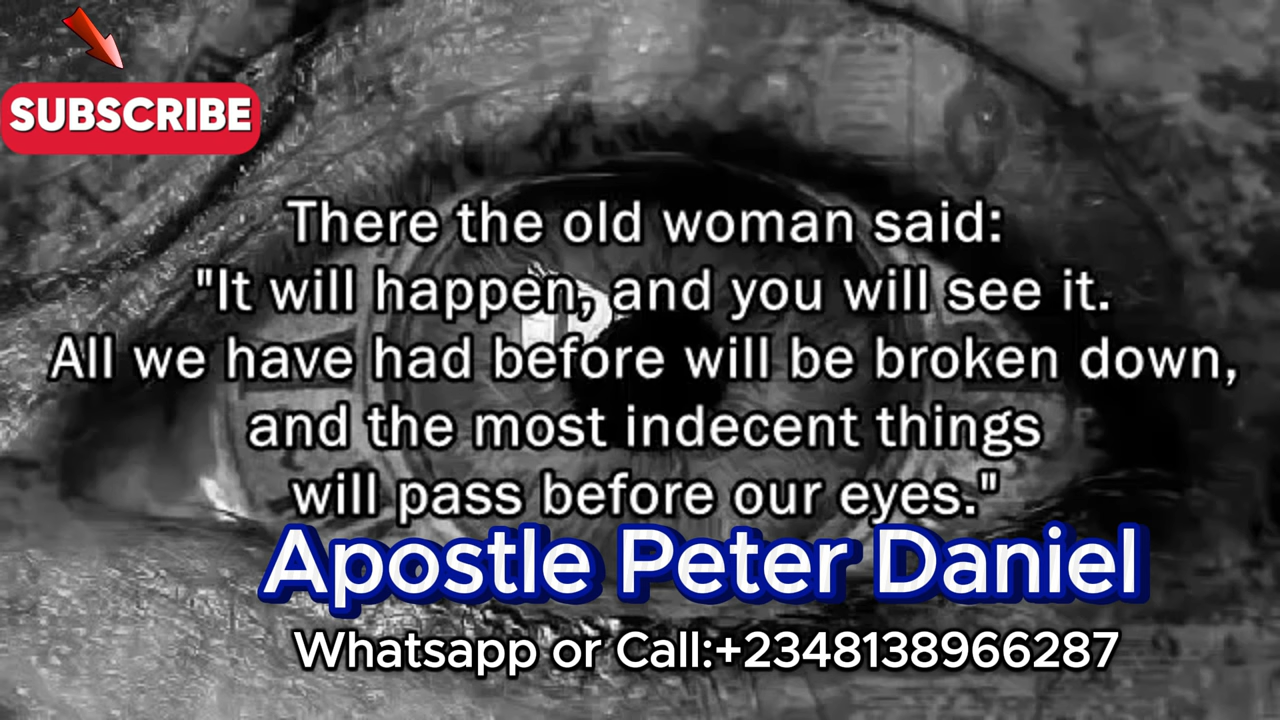 SUBSCRIBE
There the old woman said:
"It will happen, and you will see it.
All we have had before will be broken down,
and the most indecent things
will pass before our eyes."
Apostle Peter Daniel
Whatsapp or Call:+2348138966287